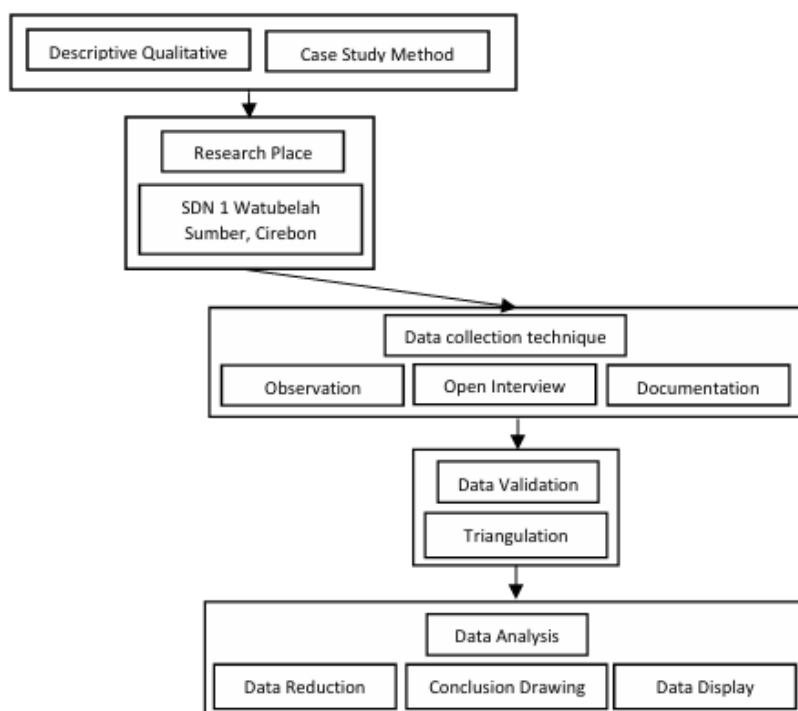 Descriptive Qualitative
Case Study Method
Research Place
SDN 1 Watubelah
Sumber, Cirebon
Data collection technique
Observation
Open Interview
Documentation
Data Validation
Triangulation
Data Analysis
Data Reduction
Conclusion Drawing
Data Display